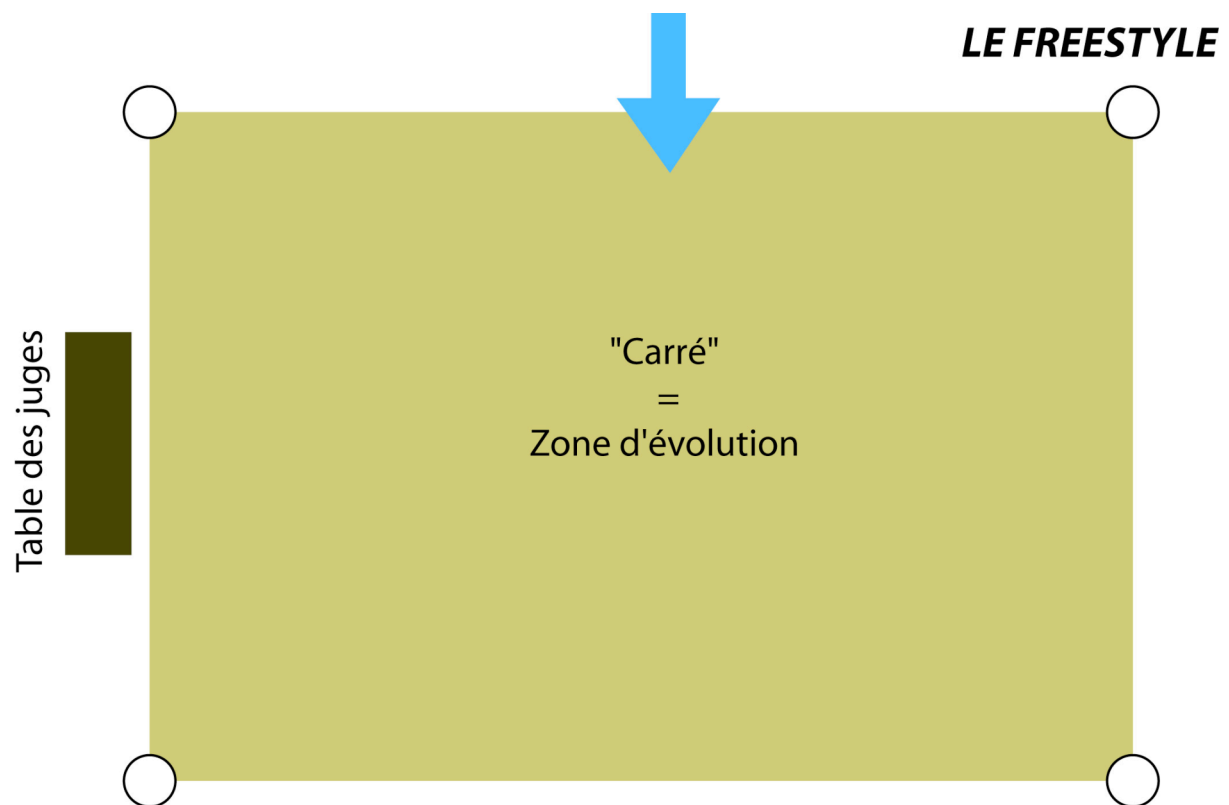 LE FREESTYLE
"Carré"
=
Zone d'évolution
Table des juges